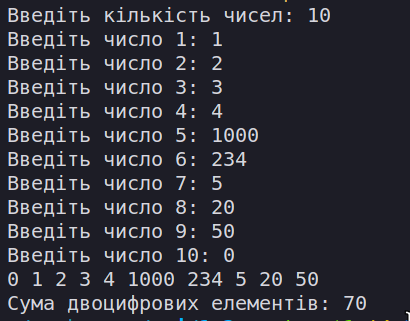 Введіть кількість чисел: 10
Введіть число 1: 1
Введіть число 2: 2
Введіть число 3: 3
Введіть число 4: 4
Введіть число 5: 1000
Введіть число 6: 234
Введіть число 7: 5
Введіть число 8: 20
Введіть число 9: 50
Введіть число 10: 0
0 1 2 3 4 1000 234 5 20 50
Сума двоцифрових елементів: 70